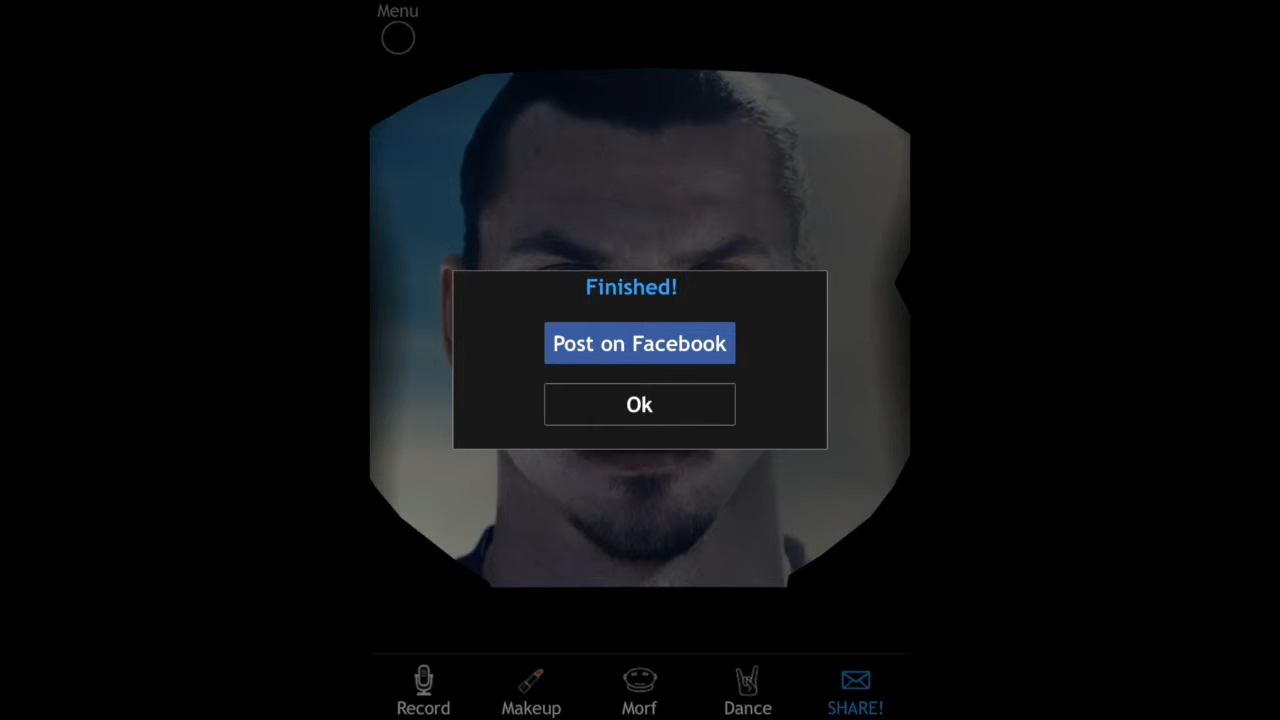 Menu
Finished!
Post on Facebook
Ok
Record
Makeup
Morf
Dance
SHARE!